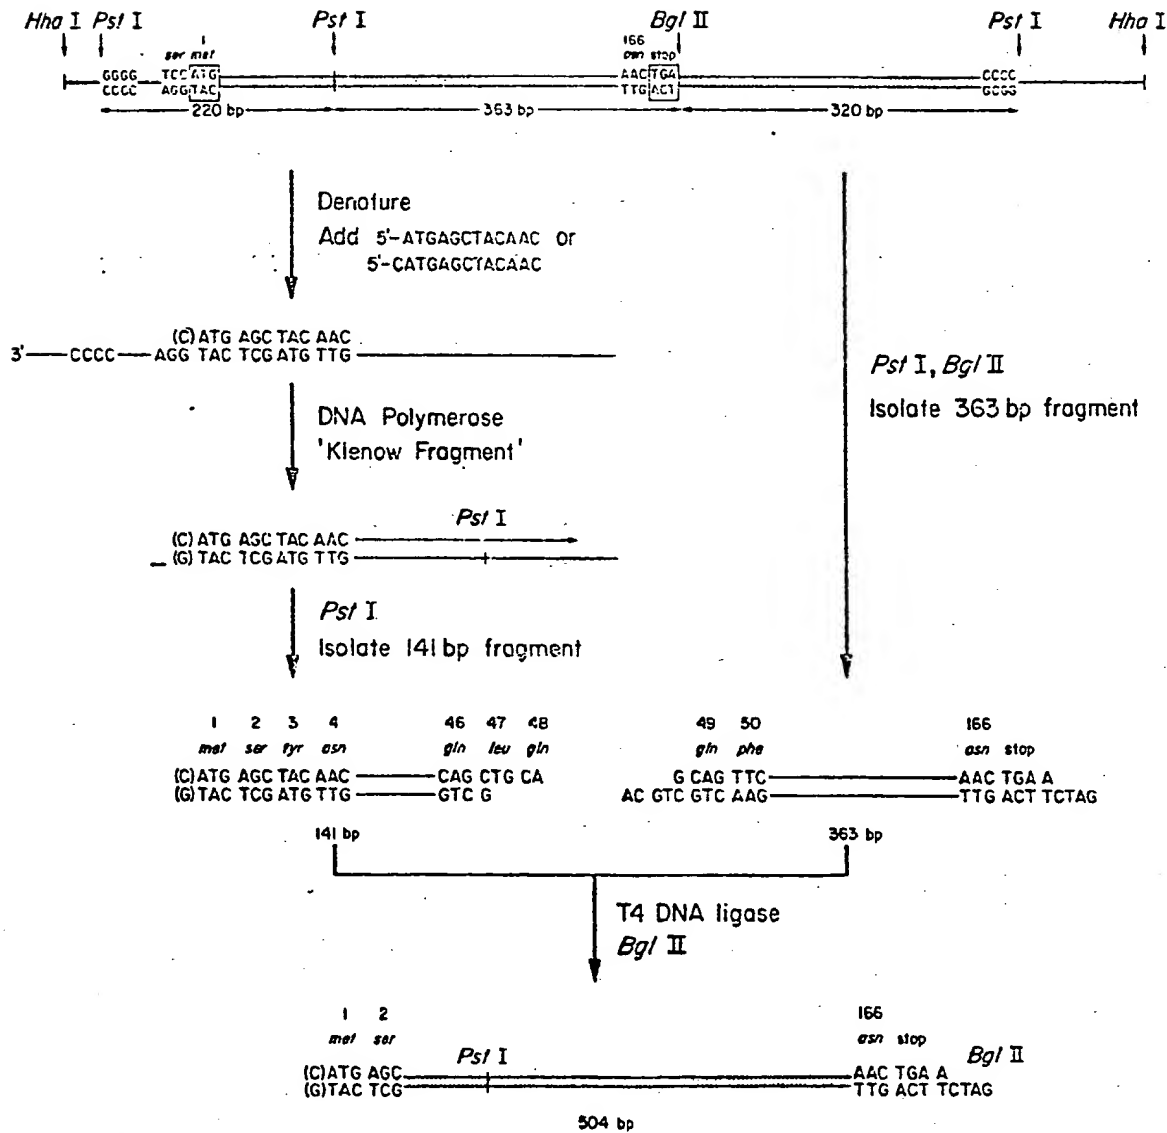 Hha I Pst I Pst I Bgl II Pst I Hha I
1 166
ser met asn stop
GGGG TCC ATG AAC TGA CCCC
CCCC AGG TAC TTG ACT GGGG
220 bp 363 bp 320 bp
Denature
Add 5'-ATGAGCTACAAC or
5'-CATGAGCTACAAC
(C) ATG AGC TAC AAC
3' CCCC AGG TAC TCG ATG TTG
Pst I, Bgl II
Isolate 363 bp fragment
DNA Polymerase
'Klenow Fragment'
Pst I
(C) ATG AGC TAC AAC
(G) TAC TCG ATG TTG
Pst I
Isolate 141 bp fragment
1 2 3 4 46 47 48 49 50 166
met ser tyr asn gln leu gln gln phe asn stop
(C) ATG AGC TAC AAC CAG CTG CA G CAG TTC AAC TGA A
(G) TAC TCG ATG TTG GTC G AC GTC GTC AAG TTG ACT TCTAG
141 bp 363 bp
T4 DNA ligase
Bgl II
1 2 166
met ser asn stop
Pst I Bgl II
(C) ATG AGC AAC TGA A
(G) TAC TCG TTG ACT TCTAG
504 bp